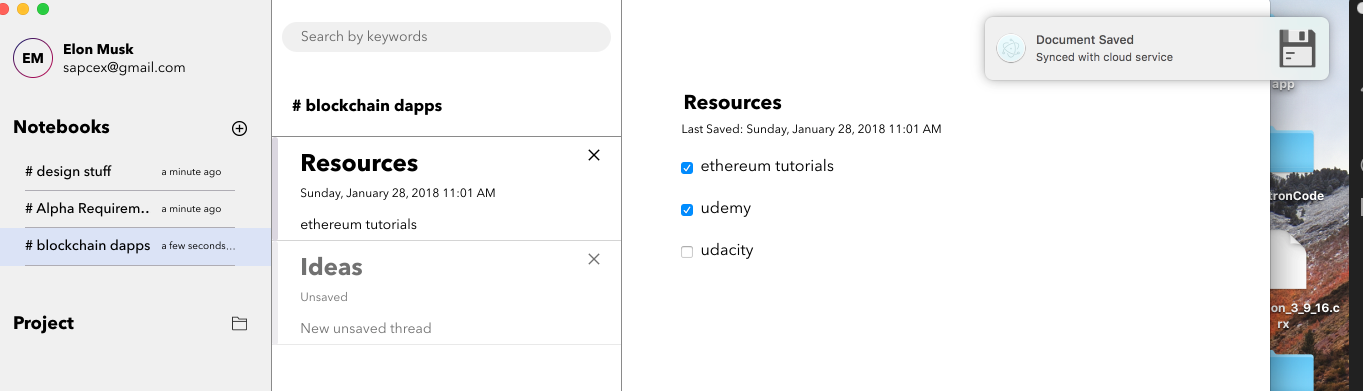 EM
Elon Musk
sapcex@gmail.com
Notebooks
# design stuff a minute ago
# Alpha Requirem.. a minute ago
# blockchain dapps a few seconds...
Project
Search by keywords
# blockchain dapps
Resources
Sunday, January 28, 2018 11:01 AM
ethereum tutorials
Ideas
Unsaved
New unsaved thread
Resources
Last Saved: Sunday, January 28, 2018 11:01 AM
ethereum tutorials
udemy
udacity
Document Saved
Synced with cloud service
app
tronCode
on_3_9_16.c
rx